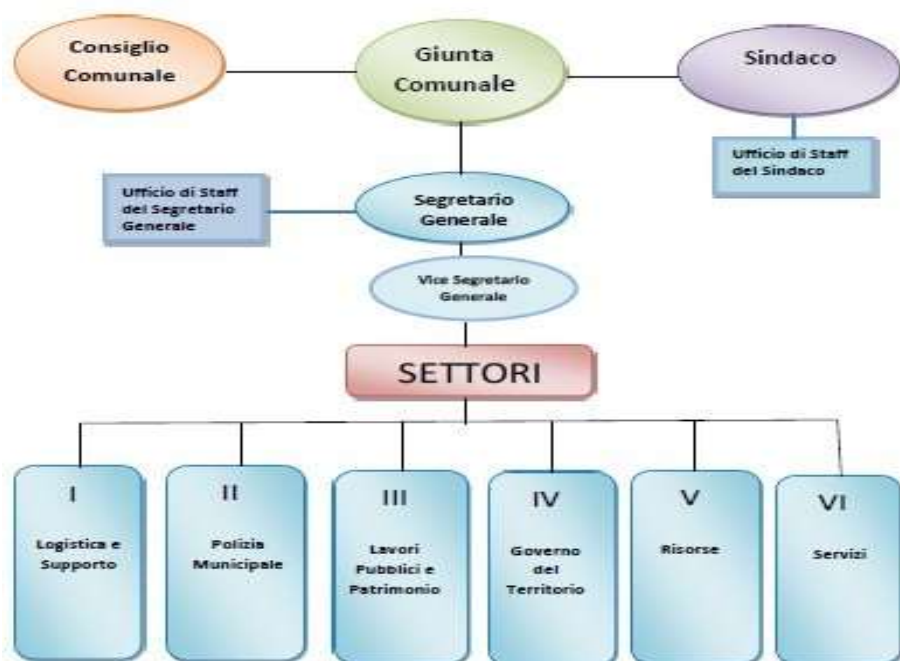 Consiglio
Comunale
Giunta
Comunale
Sindaco
Ufficio di Staff
del Sindaco
Ufficio di Staff
del Segretario
Generale
Segretario
Generale
Vice Segretario
Generale
SETTORI
I
Logistica e
Supporto
II
Polizia
Municipale
III
Lavori
Pubblici e
Patrimonio
IV
Governo
del
Territorio
V
Risorse
VI
Servizi